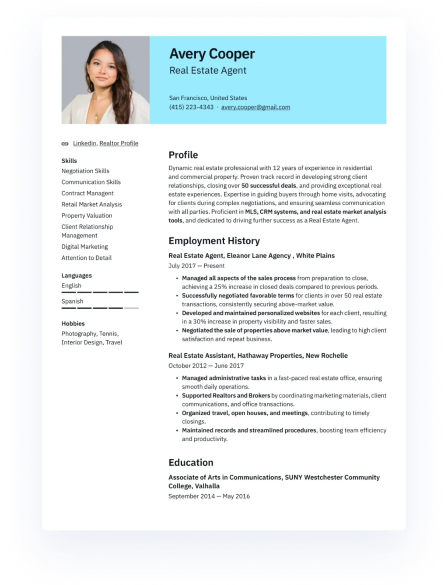 Avery Cooper
Real Estate Agent
San Francisco, United States
(415) 223-4343 · avery.cooper@gmail.com
Linkedin, Realtor Profile
Skills
Negotiation Skills
Communication Skills
Contract Managent
Retail Market Analysis
Property Valuation
Client Relationship
Management
Digital Marketing
Attention to Detail
Languages
English
Spanish
Hobbies
Photography, Tennis,
Interior Design, Travel
Profile
Dynamic real estate professional with 12 years of experience in residential
and commercial property. Proven track record in developing strong client
relationships, closing over 50 successful deals, and providing exceptional real
estate experiences. Expertise in guiding buyers through home visits, advocating
for clients during complex negotiations, and ensuring seamless communication
with all parties. Proficient in MLS, CRM systems, and real estate market analysis
tools, and dedicated to driving further success as a Real Estate Agent.
Employment History
Real Estate Agent, Eleanor Lane Agency , White Plains
July 2017 — Present
• Managed all aspects of the sales process from preparation to close,
achieving a 25% increase in closed deals compared to previous periods.
• Successfully negotiated favorable terms for clients in over 50 real estate
transactions, consistently securing above-market value.
• Developed and maintained personalized websites for each client, resulting
in a 30% increase in property visibility and faster sales.
• Negotiated the sale of properties above market value, leading to high client
satisfaction and repeat business.
Real Estate Assistant, Hathaway Properties, New Rochelle
October 2012 — June 2017
• Managed administrative tasks in a fast-paced real estate office, ensuring
smooth daily operations.
• Supported Realtors and Brokers by coordinating marketing materials, client
communications, and office transactions.
• Organized travel, open houses, and meetings, contributing to timely
closings.
• Maintained records and streamlined procedures, boosting team efficiency
and productivity.
Education
Associate of Arts in Communications, SUNY Westchester Community
College, Valhalla
September 2014 — May 2016